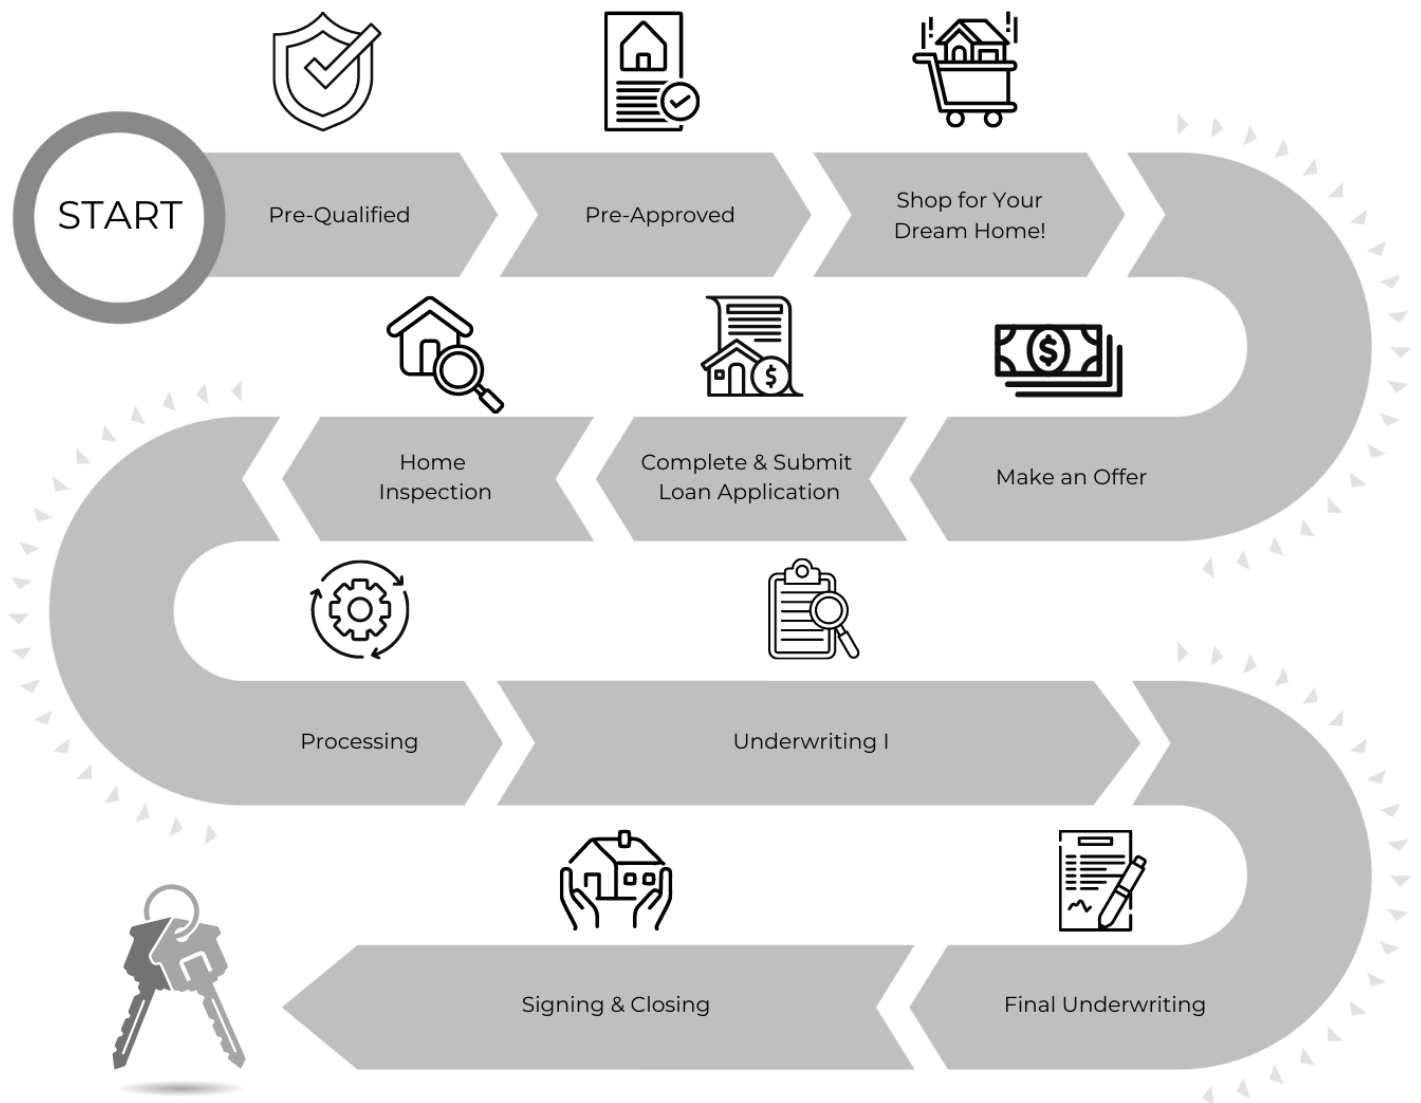 START
Pre-Qualified
Pre-Approved
Shop for Your
Dream Home!
Make an Offer
Complete & Submit
Loan Application
Home
Inspection
Processing
Underwriting I
Final Underwriting
Signing & Closing